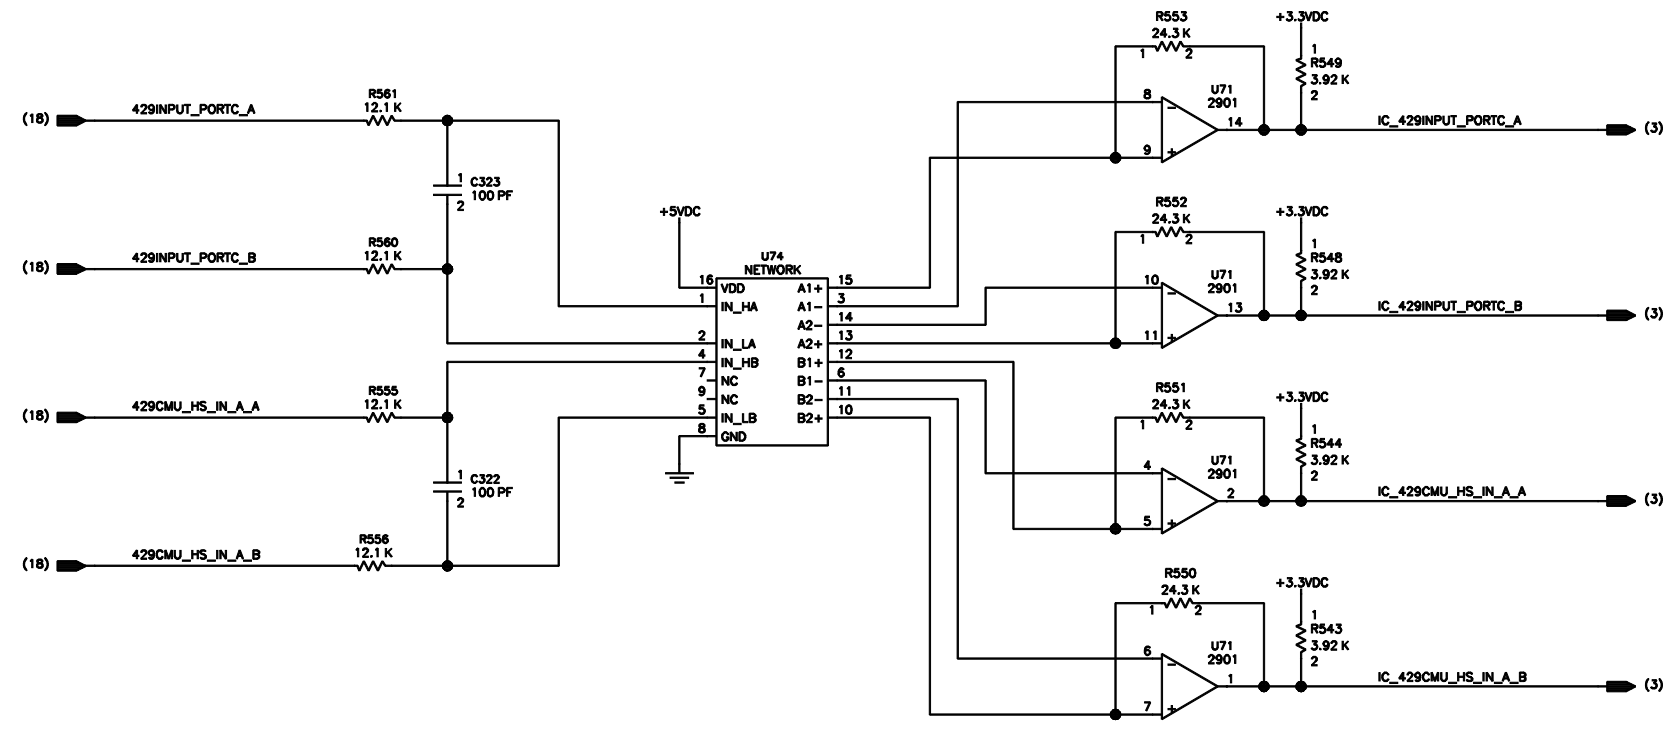 R553
24.3 K
1 2
+3.3VDC
1
R549
3.92 K
2
(18) 429INPUT_PORTC_A
R561
12.1 K
8
9
U71
2901
14
−
+
IC_429INPUT_PORTC_A (3)
1
C323
100 PF
2
(18) 429INPUT_PORTC_B
R560
12.1 K
+5VDC
R552
24.3 K
1 2
+3.3VDC
1
R548
3.92 K
2
10
11
U71
2901
13
−
+
IC_429INPUT_PORTC_B (3)
U74
NETWORK
16 VDD A1+ 15
1 IN_HA A1− 3
A2− 14
2 IN_LA A2+ 13
4 IN_HB B1+ 12
7 NC B1− 6
9 NC B2− 11
5 IN_LB B2+ 10
8 GND
(18) 429CMU_HS_IN_A_A
R555
12.1 K
R551
24.3 K
1 2
+3.3VDC
1
R544
3.92 K
2
4
5
U71
2901
2
−
+
IC_429CMU_HS_IN_A_A (3)
1
C322
100 PF
2
(18) 429CMU_HS_IN_A_B
R556
12.1 K
R550
24.3 K
1 2
+3.3VDC
1
R543
3.92 K
2
6
7
U71
2901
1
−
+
IC_429CMU_HS_IN_A_B (3)